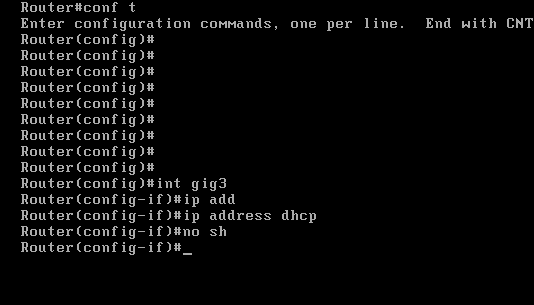 Router#conf t
Enter configuration commands, one per line.  End with CNT
Router(config)#
Router(config)#
Router(config)#
Router(config)#
Router(config)#
Router(config)#
Router(config)#
Router(config)#
Router(config)#
Router(config)#int gig3
Router(config-if)#ip add
Router(config-if)#ip address dhcp
Router(config-if)#no sh
Router(config-if)#_